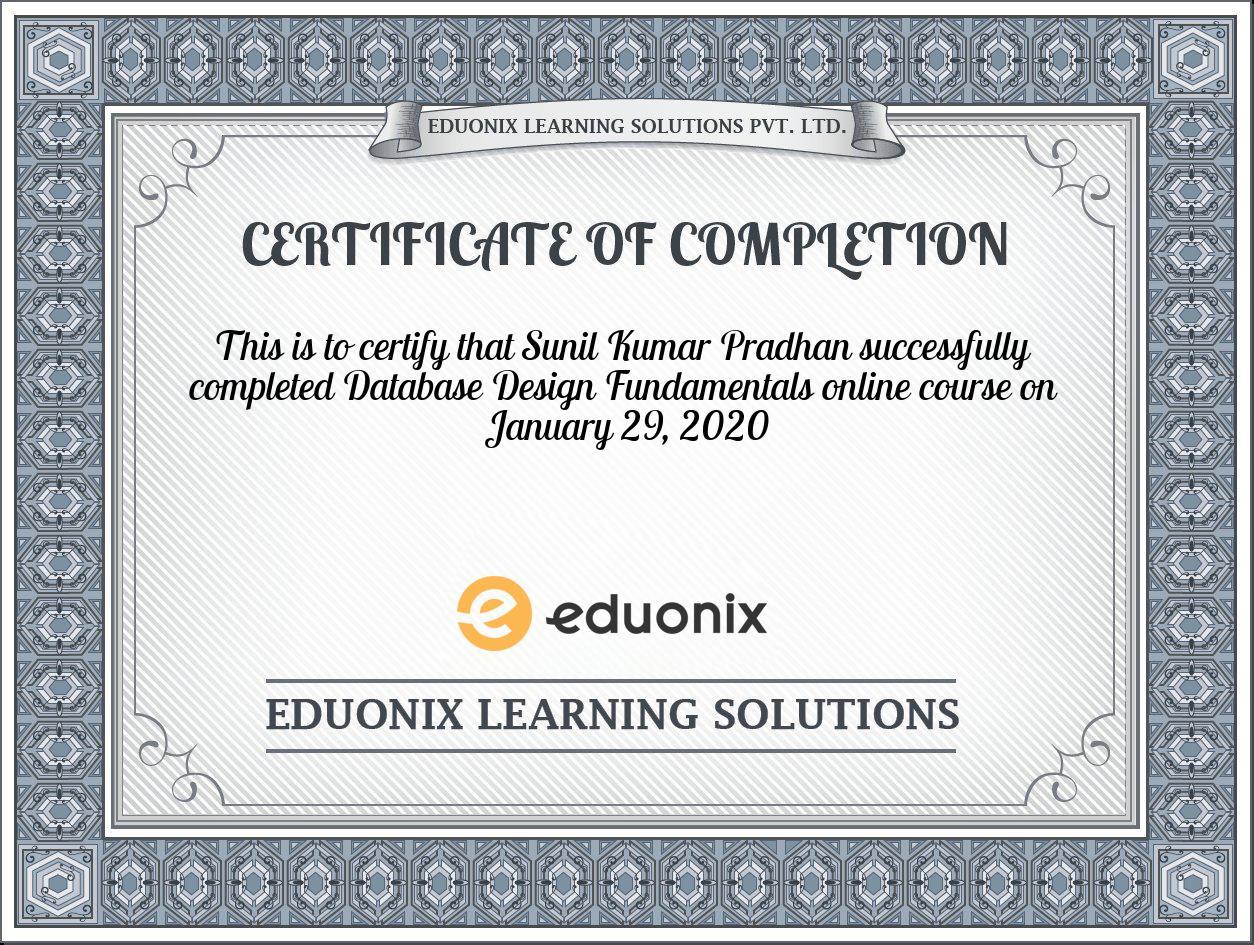 EDUONIX LEARNING SOLUTIONS PVT. LTD.
CERTIFICATE OF COMPLETION
This is to certify that Sunil Kumar Pradhan successfully
completed Database Design Fundamentals online course on
January 29, 2020
e eduonix
EDUONIX LEARNING SOLUTIONS